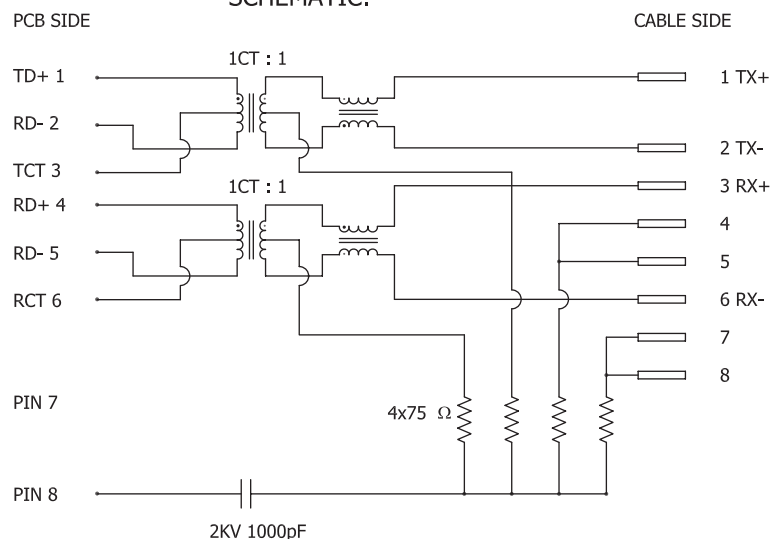 SCHEMATIC:
PCB SIDE
CABLE SIDE
1CT : 1
TD+ 1
1 TX+
RD- 2
2 TX-
TCT 3
1CT : 1
3 RX+
RD+ 4
4
RD- 5
5
RCT 6
6 RX-
7
8
PIN 7
4x75 Ω
PIN 8
2KV 1000pF